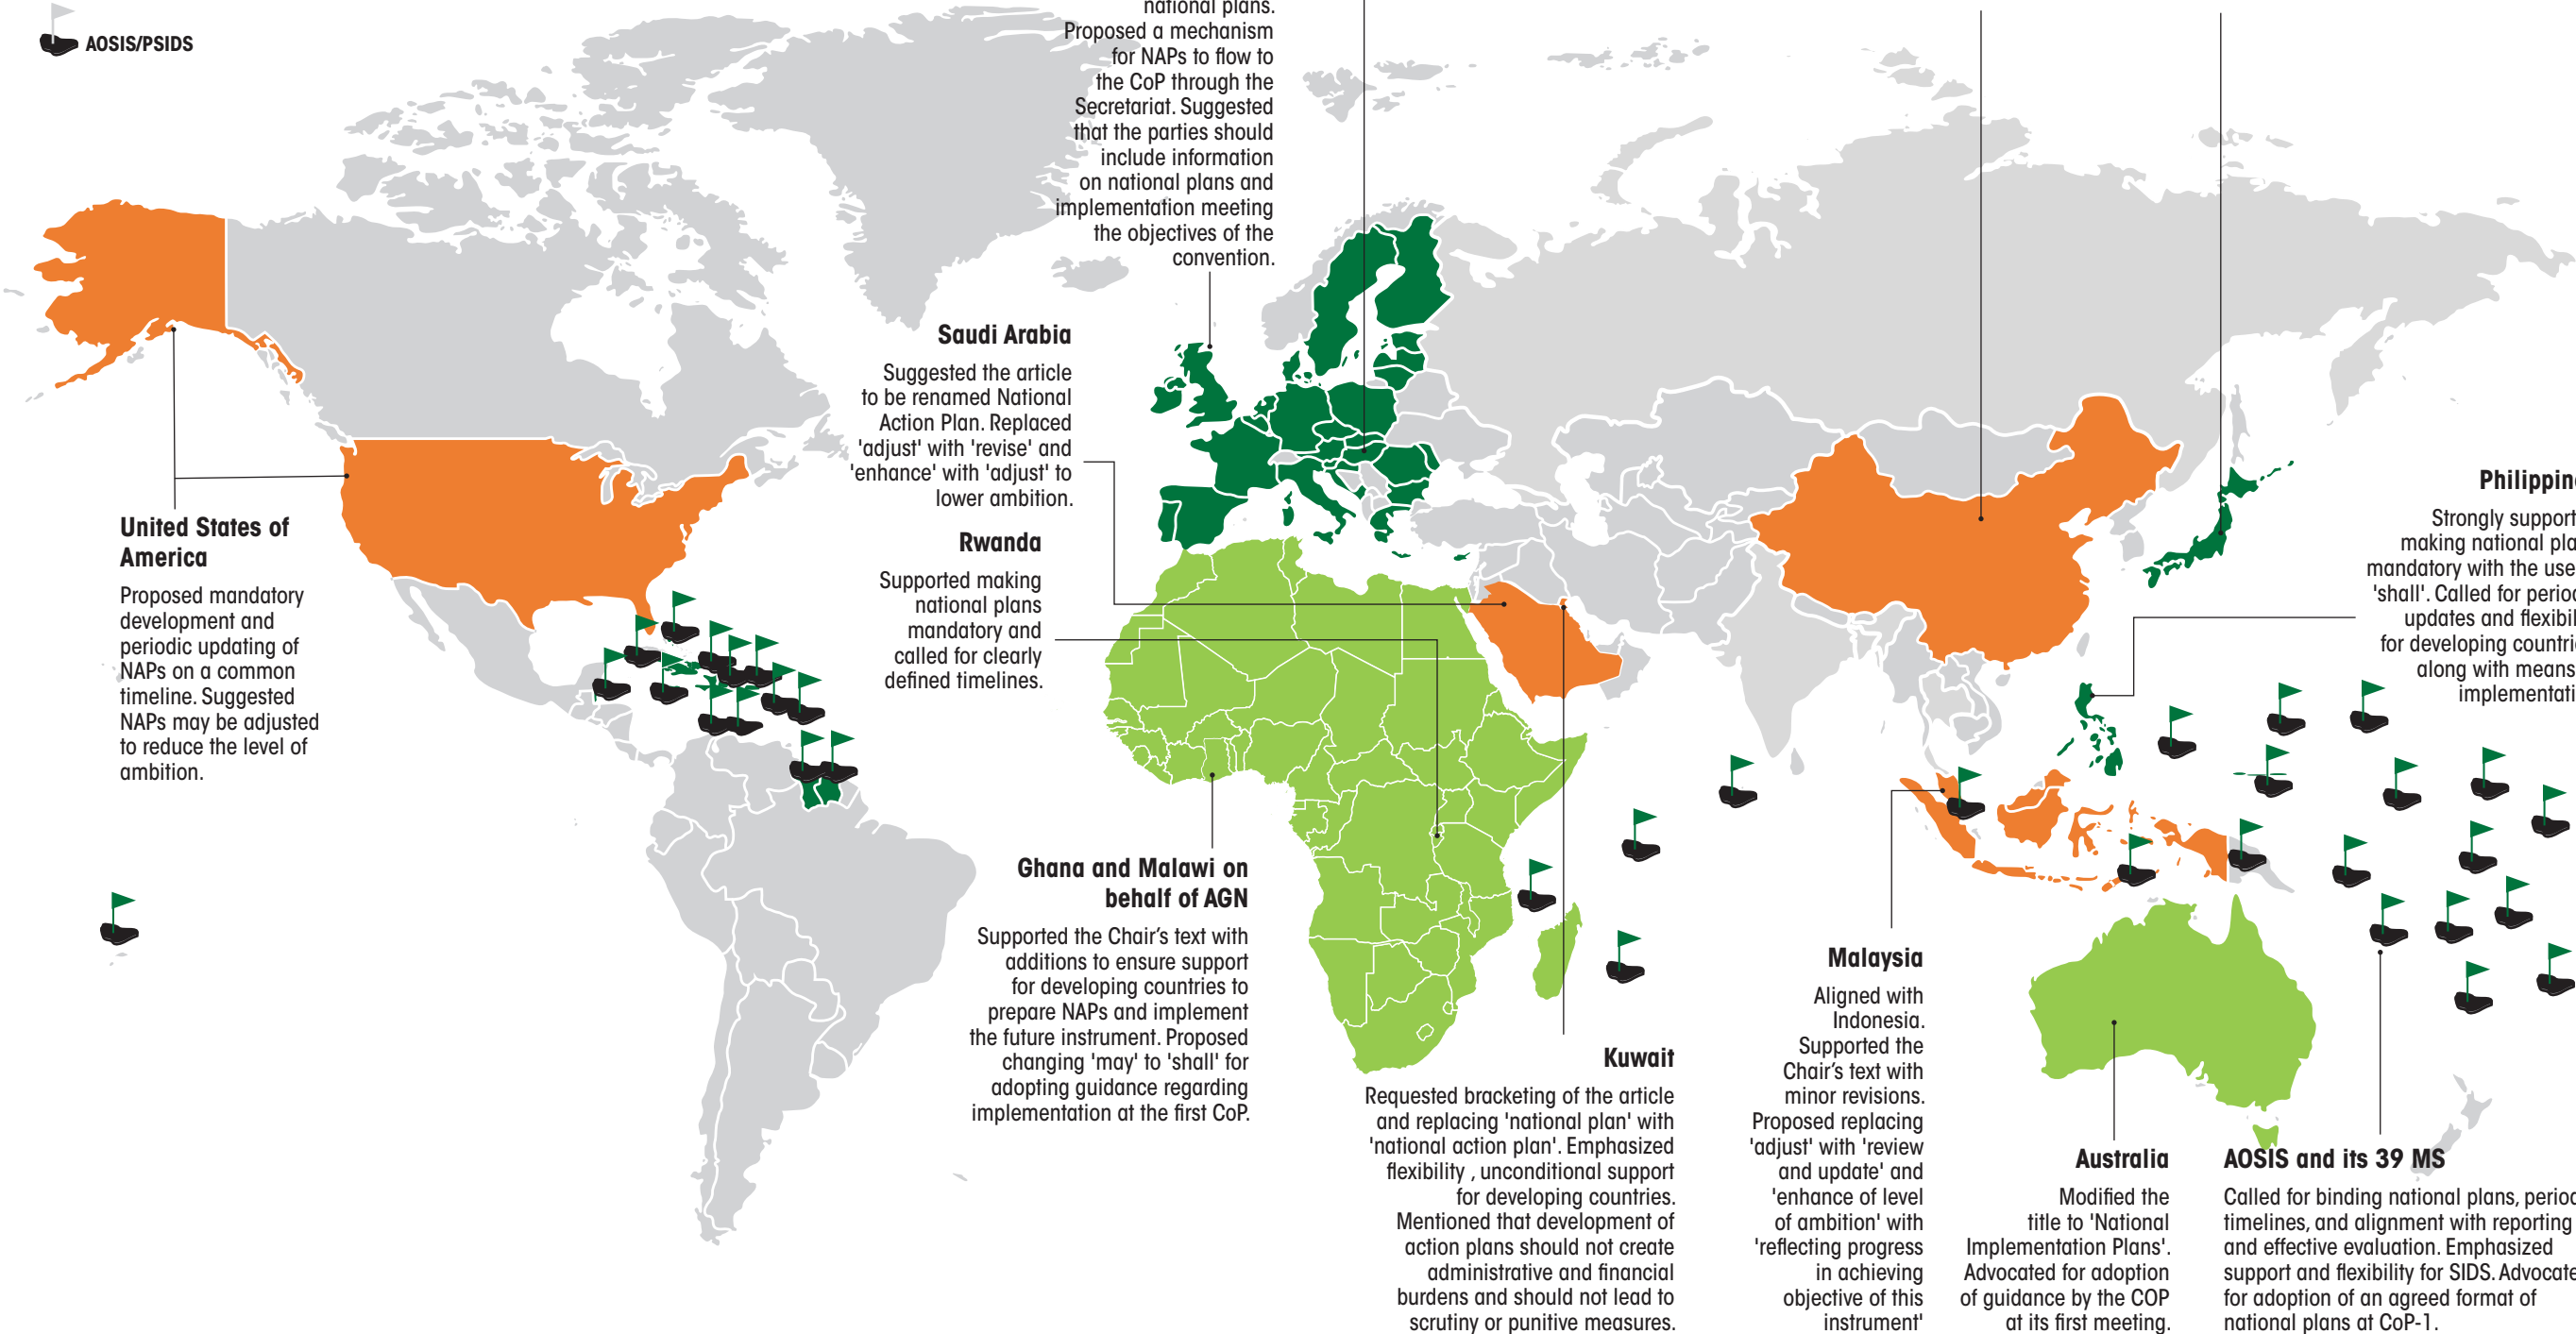 AOSIS/PSIDS
national plans.
Proposed a mechanism
for NAPs to flow to
the CoP through the
Secretariat. Suggested
that the parties should
include information
on national plans and
implementation meeting
the objectives of the
convention.
Saudi Arabia
Suggested the article
to be renamed National
Action Plan. Replaced
'adjust' with 'revise' and
'enhance' with 'adjust' to
lower ambition.
Rwanda
Supported making
national plans
mandatory and
called for clearly
defined timelines.
United States of
America
Proposed mandatory
development and
periodic updating of
NAPs on a common
timeline. Suggested
NAPs may be adjusted
to reduce the level of
ambition.
Philippin
Strongly support
making national pla
mandatory with the use
'shall'. Called for perio
updates and flexibil
for developing countri
along with means
implementati
Ghana and Malawi on
behalf of AGN
Supported the Chair's text with
additions to ensure support
for developing countries to
prepare NAPs and implement
the future instrument. Proposed
changing 'may' to 'shall' for
adopting guidance regarding
implementation at the first CoP.
Kuwait
Requested bracketing of the article
and replacing 'national plan' with
'national action plan'. Emphasized
flexibility , unconditional support
for developing countries.
Mentioned that development of
action plans should not create
administrative and financial
burdens and should not lead to
scrutiny or punitive measures.
Malaysia
Aligned with
Indonesia.
Supported the
Chair's text with
minor revisions.
Proposed replacing
'adjust' with 'review
and update' and
'enhance of level
of ambition' with
'reflecting progress
in achieving
objective of this
instrument'
Australia
Modified the
title to 'National
Implementation Plans'.
Advocated for adoption
of guidance by the COP
at its first meeting.
AOSIS and its 39 MS
Called for binding national plans, period
timelines, and alignment with reporting
and effective evaluation. Emphasized
support and flexibility for SIDS. Advocate
for adoption of an agreed format of
national plans at CoP-1.